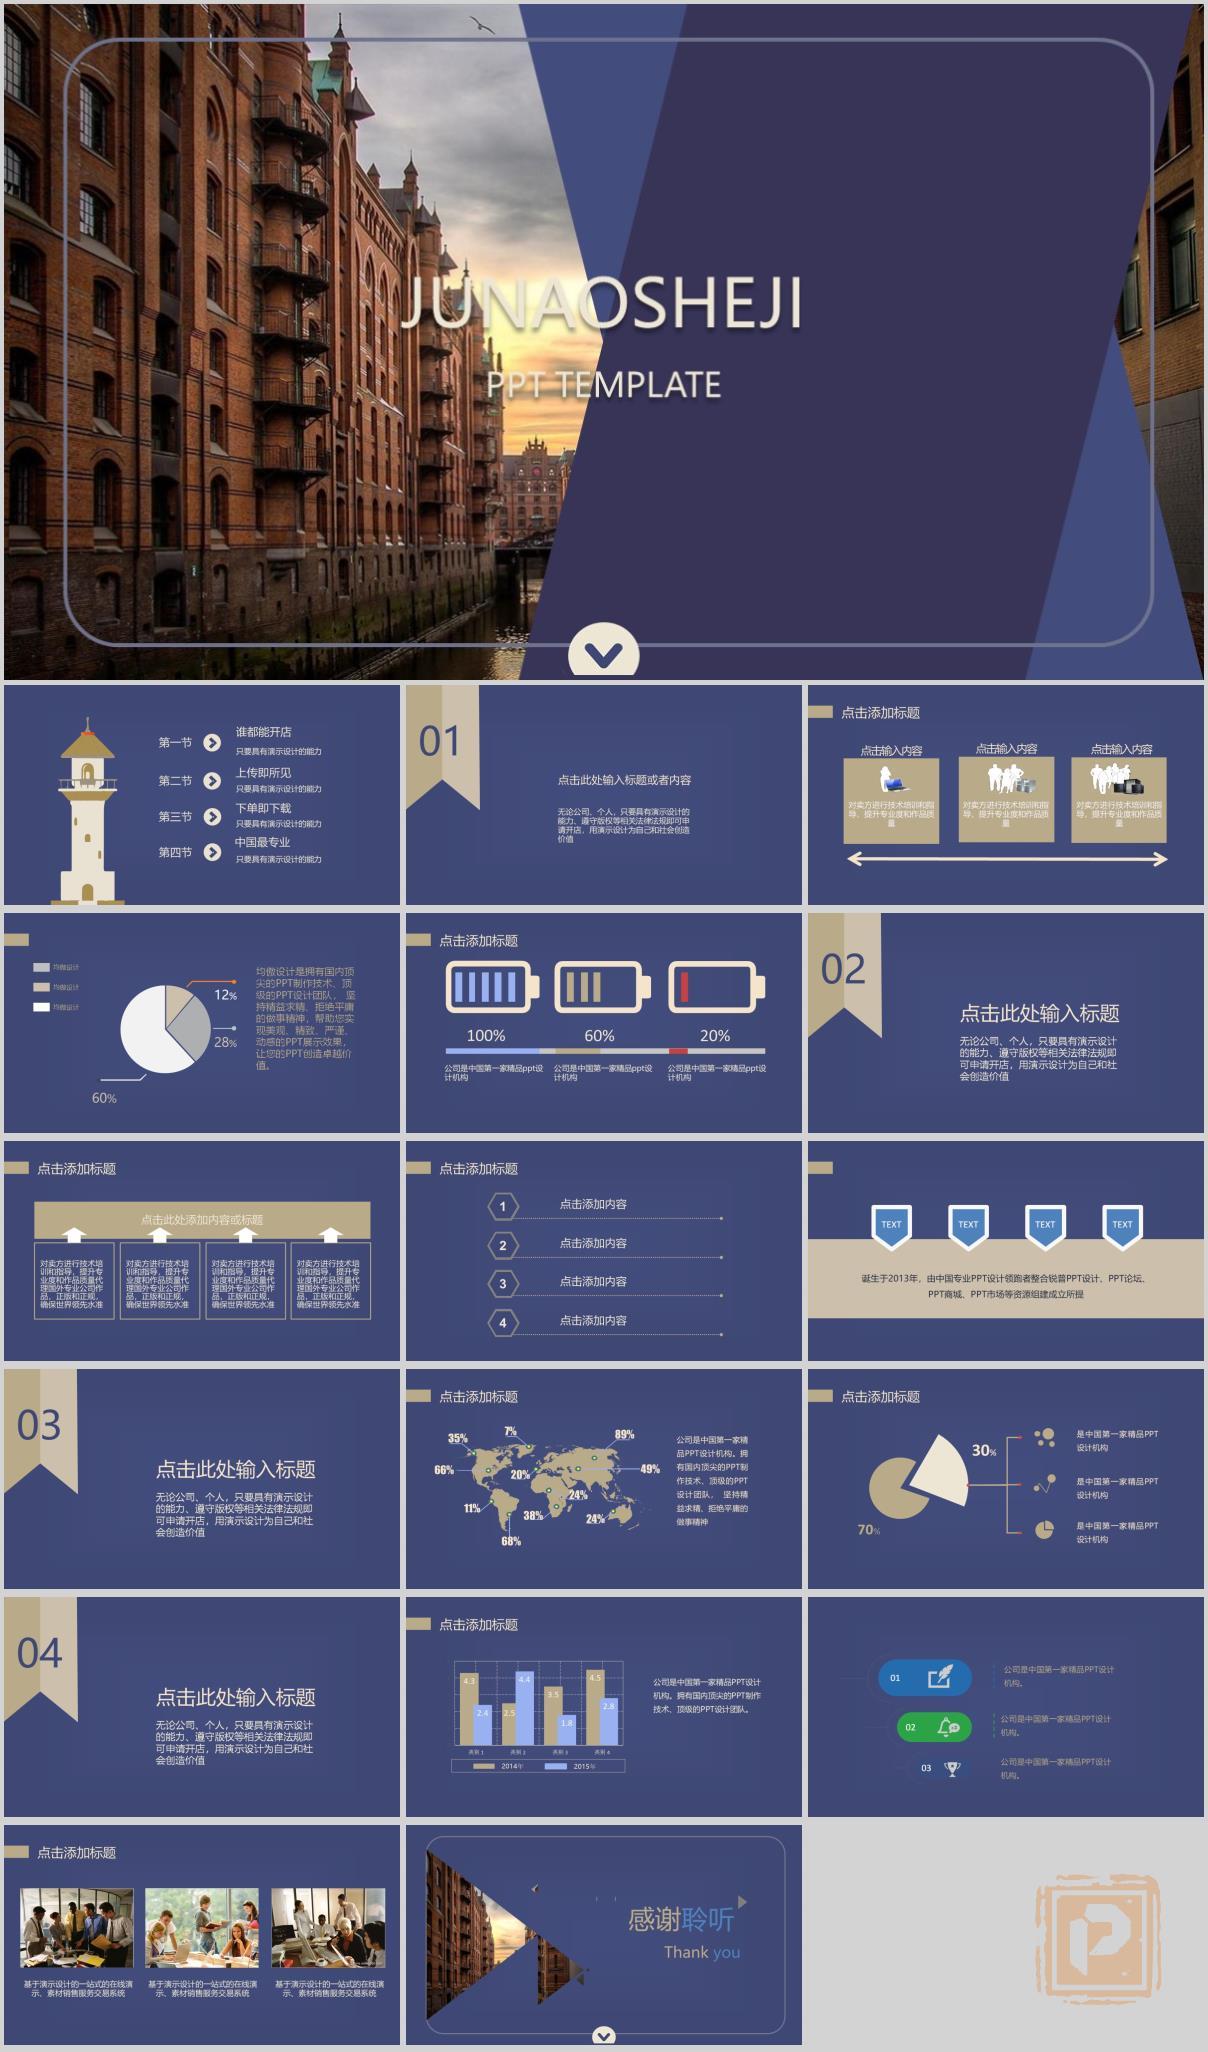 JUNAOSHEJI
PPT TEMPLATE
第一节
谁都能开店
只要具有演示设计的能力
第二节
上传即所见
只要具有演示设计的能力
第三节
下单即下载
只要具有演示设计的能力
第四节
中国最专业
只要具有演示设计的能力
01
点击此处输入标题或者内容
无论公司、个人，只要具有演示设计的
能力、遵守版权等相关法律法规即可申
请开店，用演示设计为自己和社会创造
价值
点击添加标题
点击输入内容
对卖方进行技术培训和指
导、提升专业度和作品质
量
点击输入内容
对卖方进行技术培训和指
导、提升专业度和作品质
量
点击输入内容
对卖方进行技术培训和指
导、提升专业度和作品质
量
均傲设计
均傲设计
均傲设计
12%
28%
60%
均傲设计是拥有国内顶
尖的PPT制作技术、顶
级的PPT设计团队， 坚
持精益求精、拒绝平庸
的做事精神，帮助您实
现美观、精致、严谨、
动感的PPT展示效果，
让您的PPT创造卓越价
值。
点击添加标题
100%
60%
20%
公司是中国第一家精品ppt设
计机构
公司是中国第一家精品ppt设
计机构
公司是中国第一家精品ppt设
计机构
02
点击此处输入标题
无论公司、个人，只要具有演示设计
的能力、遵守版权等相关法律法规即
可申请开店，用演示设计为自己和社
会创造价值
点击添加标题
点击此处添加内容或标题
对卖方进行技术培
训和指导，提升专
业度和作品质量代
理国外专业公司作
品，正版和正规，
确保世界领先水准
对卖方进行技术培
训和指导，提升专
业度和作品质量代
理国外专业公司作
品，正版和正规，
确保世界领先水准
对卖方进行技术培
训和指导，提升专
业度和作品质量代
理国外专业公司作
品，正版和正规，
确保世界领先水准
对卖方进行技术培
训和指导，提升专
业度和作品质量代
理国外专业公司作
品，正版和正规，
确保世界领先水准
点击添加标题
1
点击添加内容
2
点击添加内容
3
点击添加内容
4
点击添加内容
TEXT
TEXT
TEXT
TEXT
诞生于2013年，由中国专业PPT设计领跑者整合锐普PPT设计、PPT论坛、
PPT商城、PPT市场等资源组建成立所提
03
点击此处输入标题
无论公司、个人，只要具有演示设计
的能力、遵守版权等相关法律法规即
可申请开店，用演示设计为自己和社
会创造价值
点击添加标题
35%
7%
89%
66%
20%
49%
11%
38%
24%
24%
68%
公司是中国第一家精
品PPT设计机构，拥
有国内顶尖的PPT制
作技术、顶级的PPT
设计团队， 坚持精
益求精、拒绝平庸的
做事精神
点击添加标题
30%
70%
是中国第一家精品PPT
设计机构
是中国第一家精品PPT
设计机构
是中国第一家精品PPT
设计机构
04
点击此处输入标题
无论公司、个人，只要具有演示设计
的能力、遵守版权等相关法律法规即
可申请开店，用演示设计为自己和社
会创造价值
点击添加标题
4.3
2.4
2.5
4.4
3.5
1.8
4.5
2.8
类别 1
类别 2
类别 3
类别 4
2014年
2015年
公司是中国第一家精品PPT设计
机构。拥有国内顶尖的PPT制作
技术、顶级的PPT设计团队。
01
公司是中国第一家精品PPT设计
机构。
02
公司是中国第一家精品PPT设计
机构。
03
公司是中国第一家精品PPT设计
机构。
点击添加标题
基于演示设计的一站式的在线演
示、素材销售服务交易系统
基于演示设计的一站式的在线演
示、素材销售服务交易系统
基于演示设计的一站式的在线演
示、素材销售服务交易系统
感谢聆听
Thank you